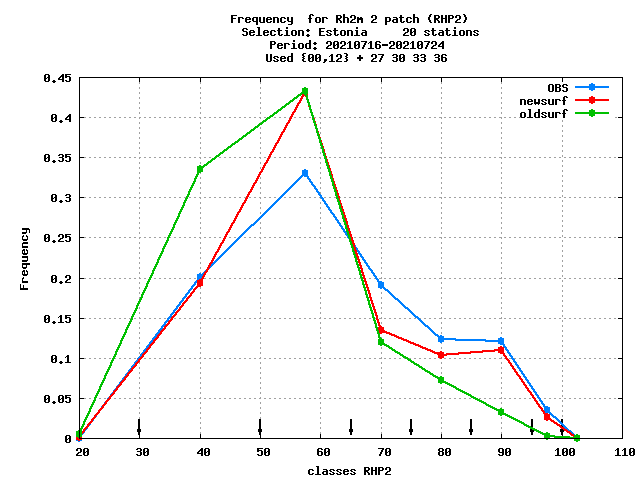 Frequency  for Rh2m 2 patch (RHP2)
Selection: Estonia     20 stations
Period: 20210716-20210724
Used {00,12} + 27 30 33 36
0.45
0.4
0.35
0.3
0.25
0.2
0.15
0.1
0.05
0
Frequency
OBS
newsurf
oldsurf
20 30 40 50 60 70 80 90 100 110
classes RHP2